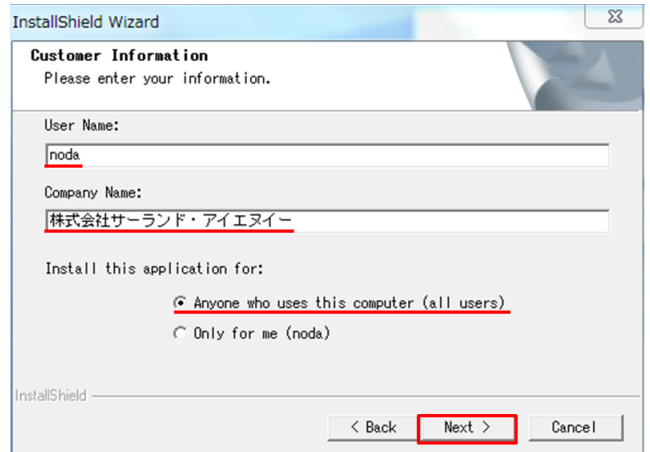 InstallShield Wizard
Customer Information
Please enter your information.
User Name:
noda
Company Name:
株式会社サーランド・アイエヌイー
Install this application for:
Anyone who uses this computer (all users)
Only for me (noda)
InstallShield
< Back Next > Cancel